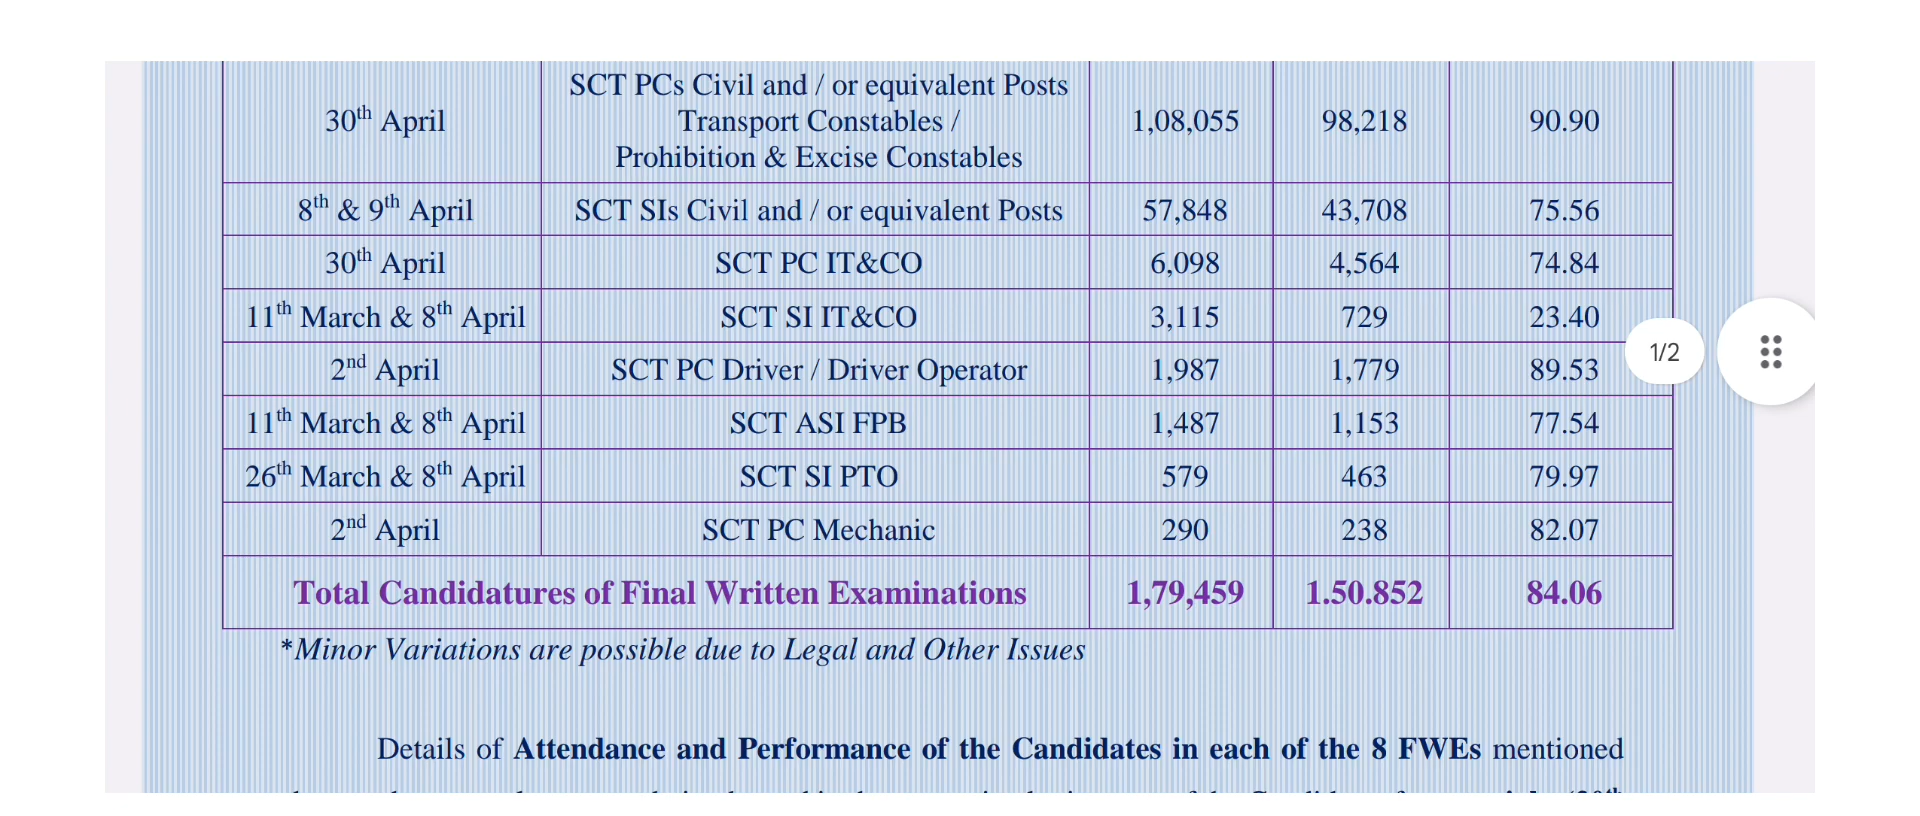 SCT PCs Civil and / or equivalent Posts
30th April Transport Constables / 1,08,055 98,218 90.90
Prohibition & Excise Constables
8th & 9th April SCT SIs Civil and / or equivalent Posts 57,848 43,708 75.56
30th April SCT PC IT&CO 6,098 4,564 74.84
11th March & 8th April SCT SI IT&CO 3,115 729 23.40
1/2
2nd April SCT PC Driver / Driver Operator 1,987 1,779 89.53
11th March & 8th April SCT ASI FPB 1,487 1,153 77.54
26th March & 8th April SCT SI PTO 579 463 79.97
2nd April SCT PC Mechanic 290 238 82.07
Total Candidatures of Final Written Examinations 1,79,459 1.50.852 84.06
*Minor Variations are possible due to Legal and Other Issues
Details of Attendance and Performance of the Candidates in each of the 8 FWEs mentioned